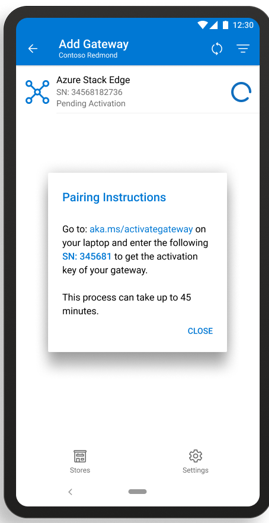 12:30
Add Gateway
Contoso Redmond
Azure Stack Edge
SN: 34568182736
Pending Activation
Pairing Instructions
Go to: aka.ms/activategateway on
your laptop and enter the following
SN: 345681 to get the activation
key of your gateway.
This process can take up to 45
minutes.
CLOSE
Stores
Settings